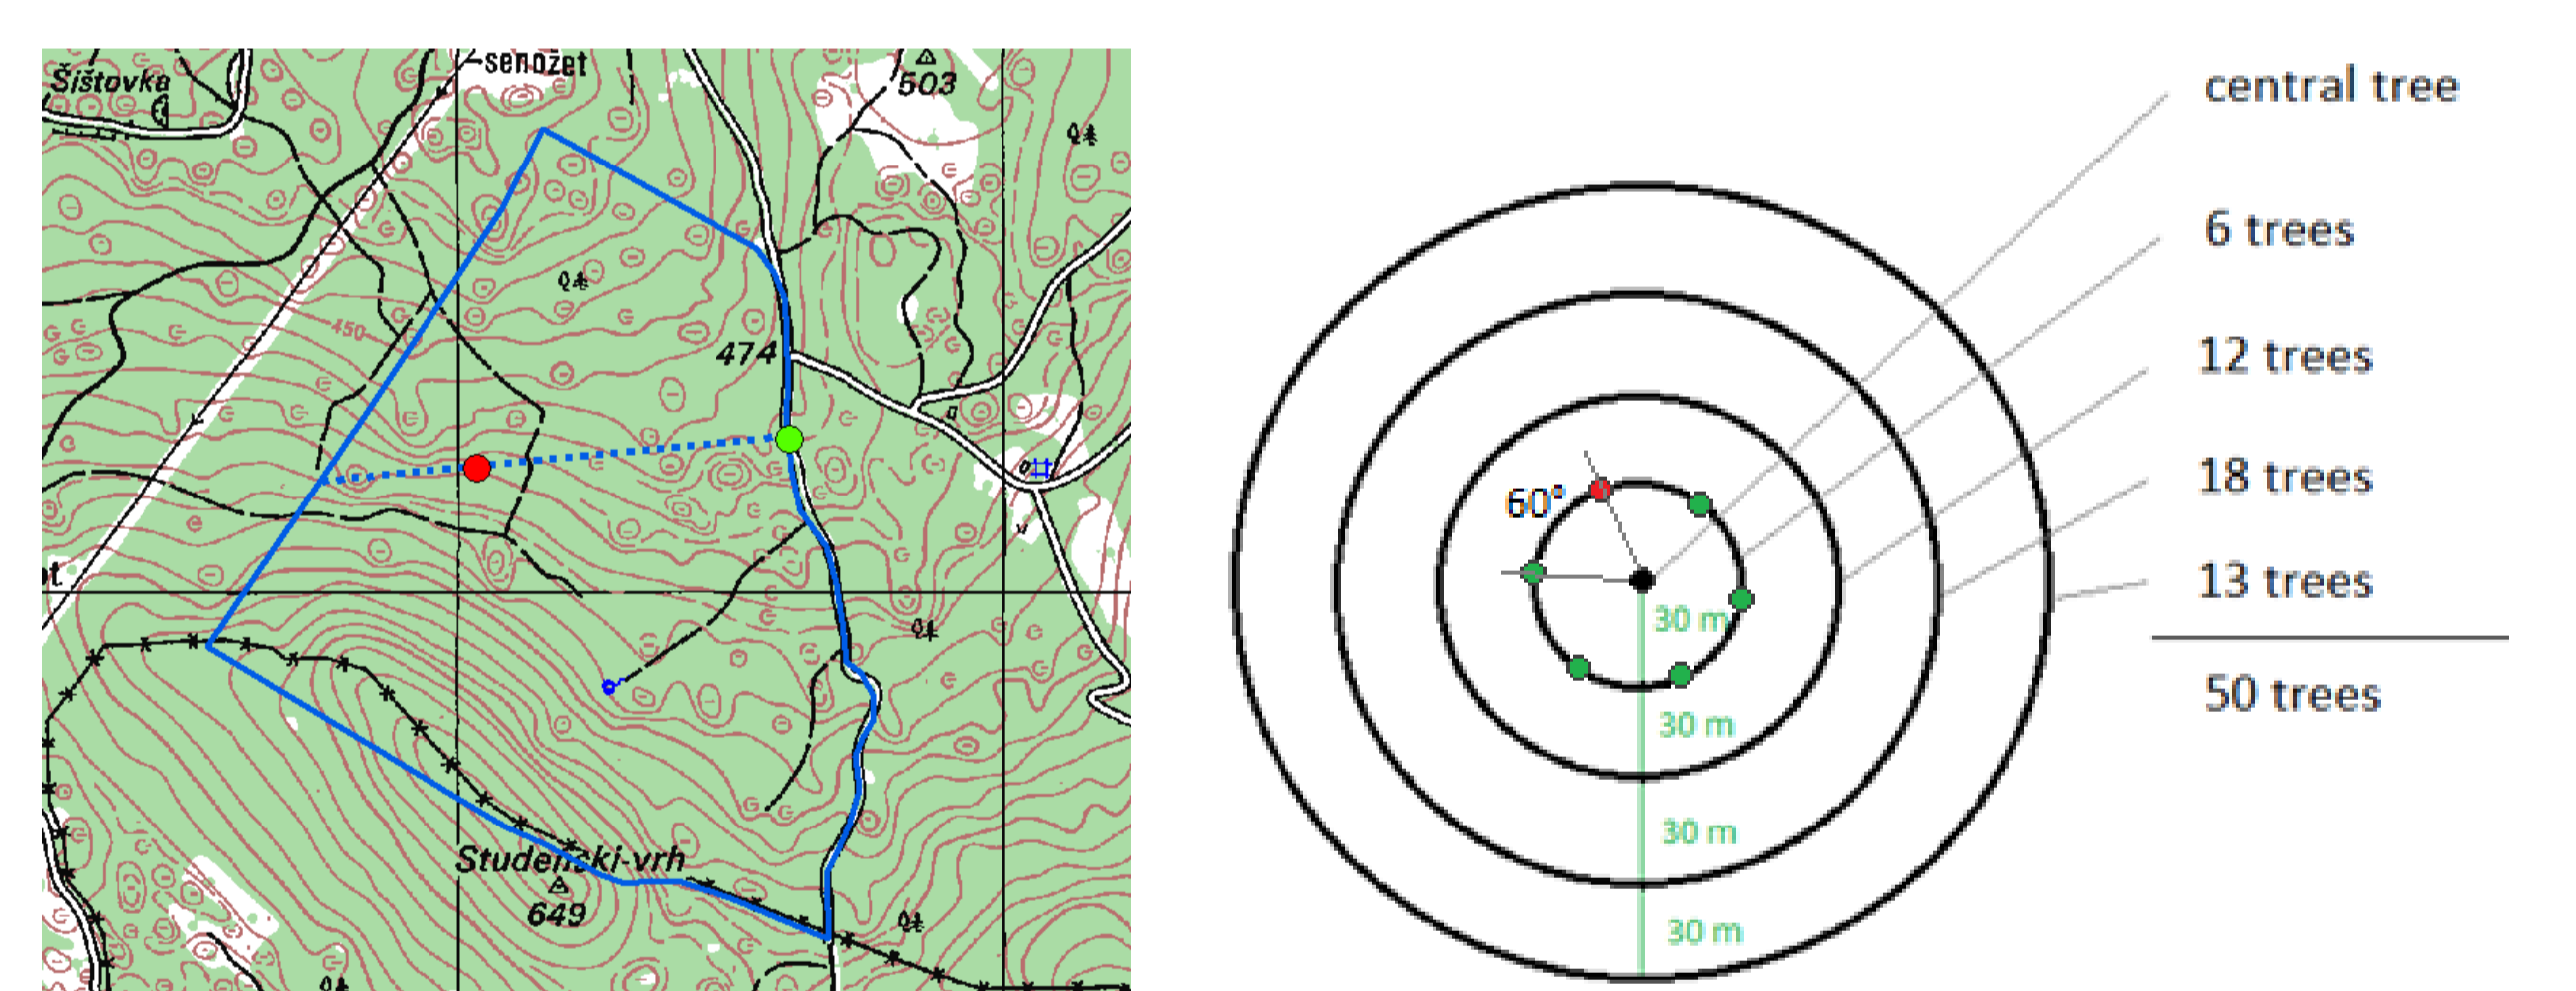 senožet
Šištovka
503
450
474
Studenski-vrh
649
central tree
6 trees
12 trees
18 trees
13 trees
50 trees
60°
30 m
30 m
30 m
30 m